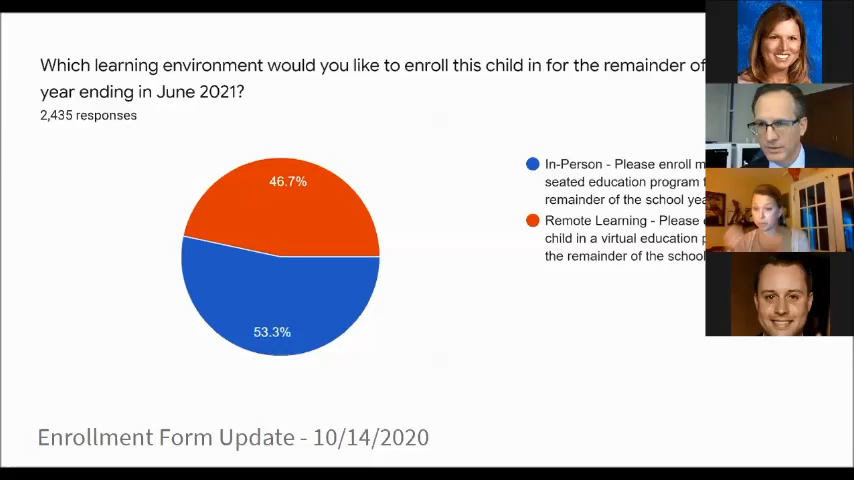 Which learning environment would you like to enroll this child in for the remainder of
year ending in June 2021?
2,435 responses
46.7%
53.3%
In-Person - Please enroll m
seated education program
remainder of the school yea
Remote Learning - Please
child in a virtual education p
the remainder of the school
Enrollment Form Update - 10/14/2020